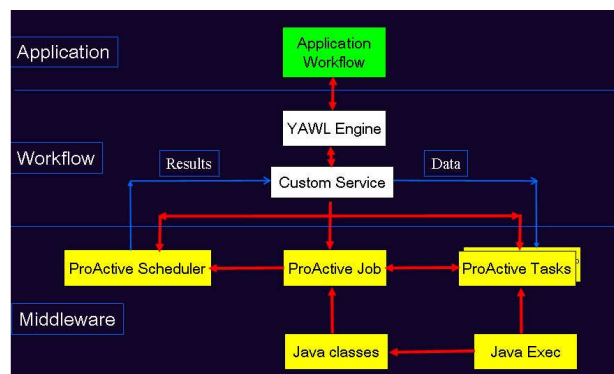 Application
Application
Workflow
YAWL Engine
Workflow
Results
Data
Custom Service
ProActive Scheduler
ProActive Job
ProActive Tasks
Middleware
Java classes
Java Exec